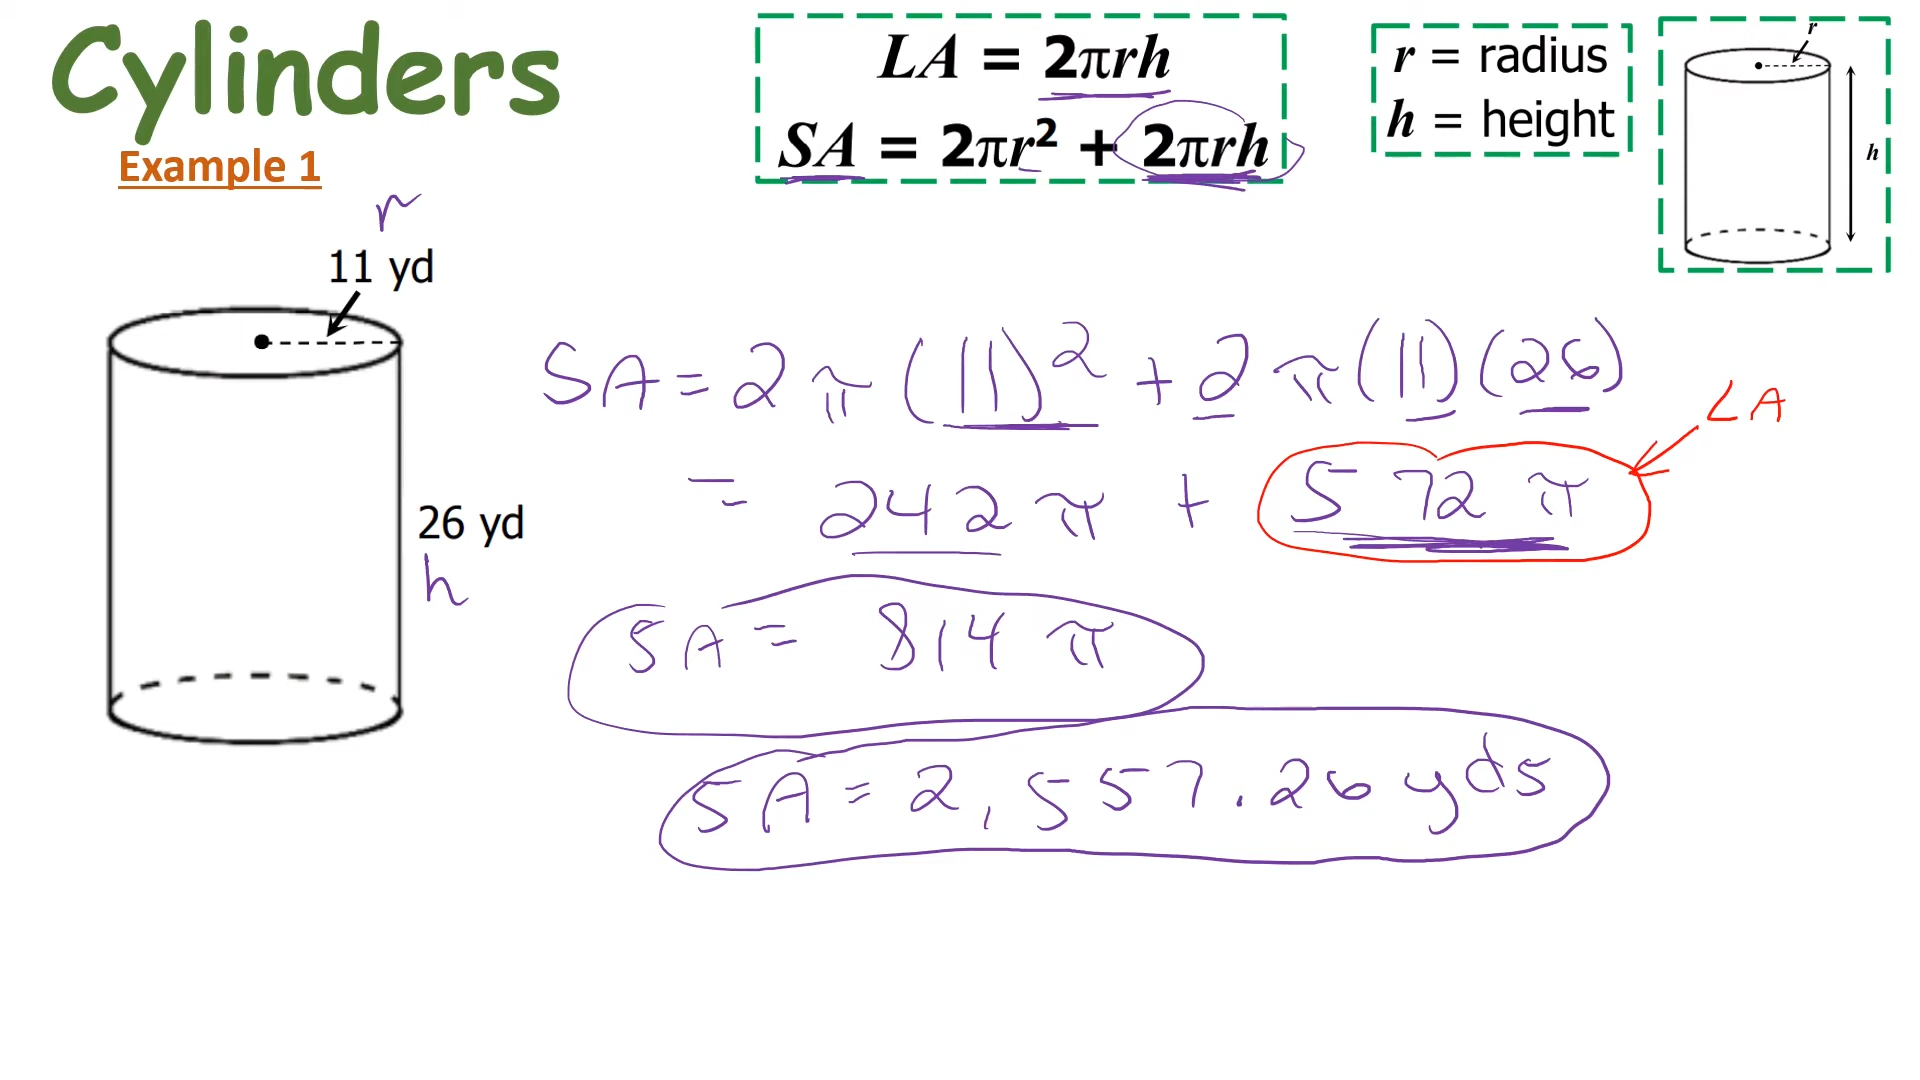 Cylinders
Example 1
LA = 2πrh
SA = 2πr² + 2πrh
r = radius
h = height
r
h
r
11 yd
26 yd
h
SA = 2π(11)² + 2π(11)(26)
= 242π + 572π
LA
SA = 814π
SA = 2,557.26 yds